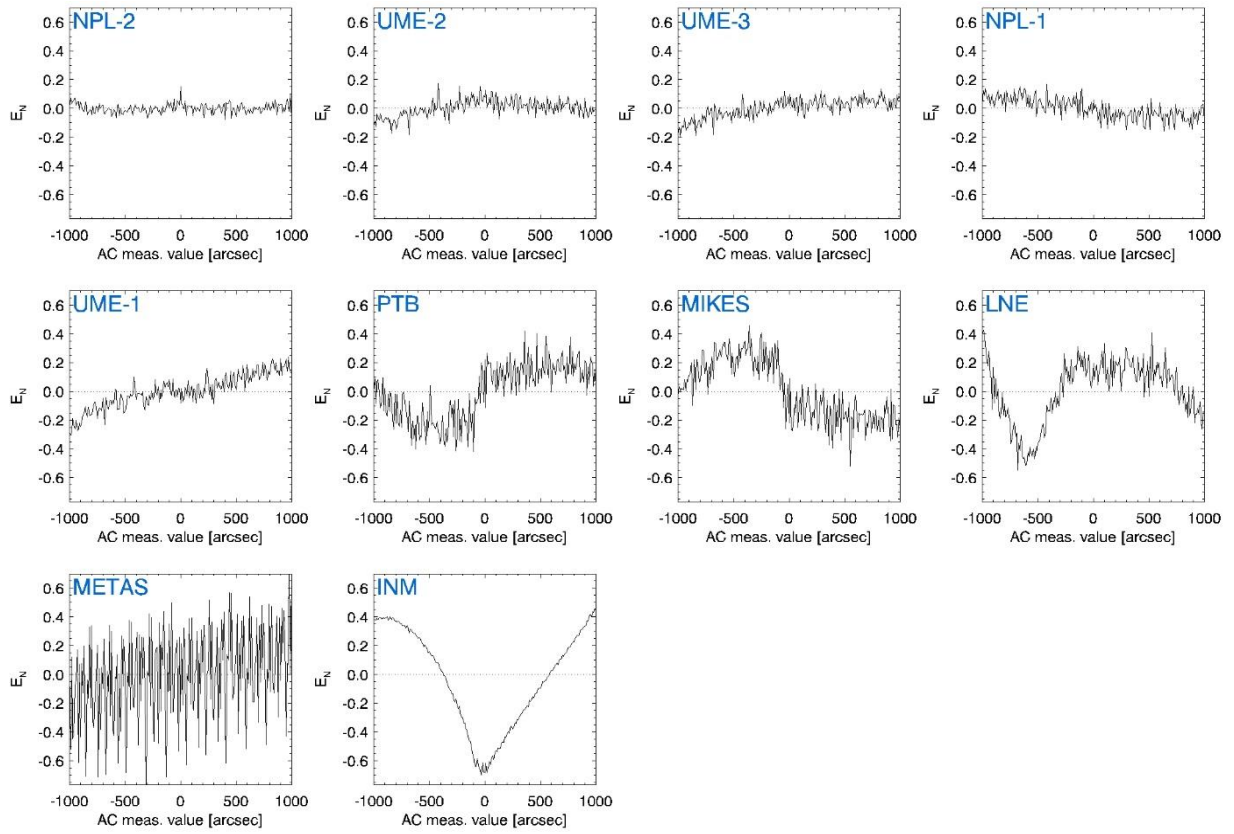 NPL-2 UME-2 UME-3 NPL-1
0.6 0.6 0.6 0.6
0.4 0.4 0.4 0.4
0.2 0.2 0.2 0.2
E_N 0.0 E_N 0.0 E_N 0.0 E_N 0.0
-0.2 -0.2 -0.2 -0.2
-0.4 -0.4 -0.4 -0.4
-0.6 -0.6 -0.6 -0.6
-1000 -500 0 500 1000 -1000 -500 0 500 1000 -1000 -500 0 500 1000 -1000 -500 0 500 1000
AC meas. value [arcsec] AC meas. value [arcsec] AC meas. value [arcsec] AC meas. value [arcsec]
UME-1 PTB MIKES LNE
0.6 0.6 0.6 0.6
0.4 0.4 0.4 0.4
0.2 0.2 0.2 0.2
E_N 0.0 E_N 0.0 E_N 0.0 E_N 0.0
-0.2 -0.2 -0.2 -0.2
-0.4 -0.4 -0.4 -0.4
-0.6 -0.6 -0.6 -0.6
-1000 -500 0 500 1000 -1000 -500 0 500 1000 -1000 -500 0 500 1000 -1000 -500 0 500 1000
AC meas. value [arcsec] AC meas. value [arcsec] AC meas. value [arcsec] AC meas. value [arcsec]
METAS INM
0.6 0.6
0.4 0.4
0.2 0.2
E_N 0.0 E_N 0.0
-0.2 -0.2
-0.4 -0.4
-0.6 -0.6
-1000 -500 0 500 1000 -1000 -500 0 500 1000
AC meas. value [arcsec] AC meas. value [arcsec]